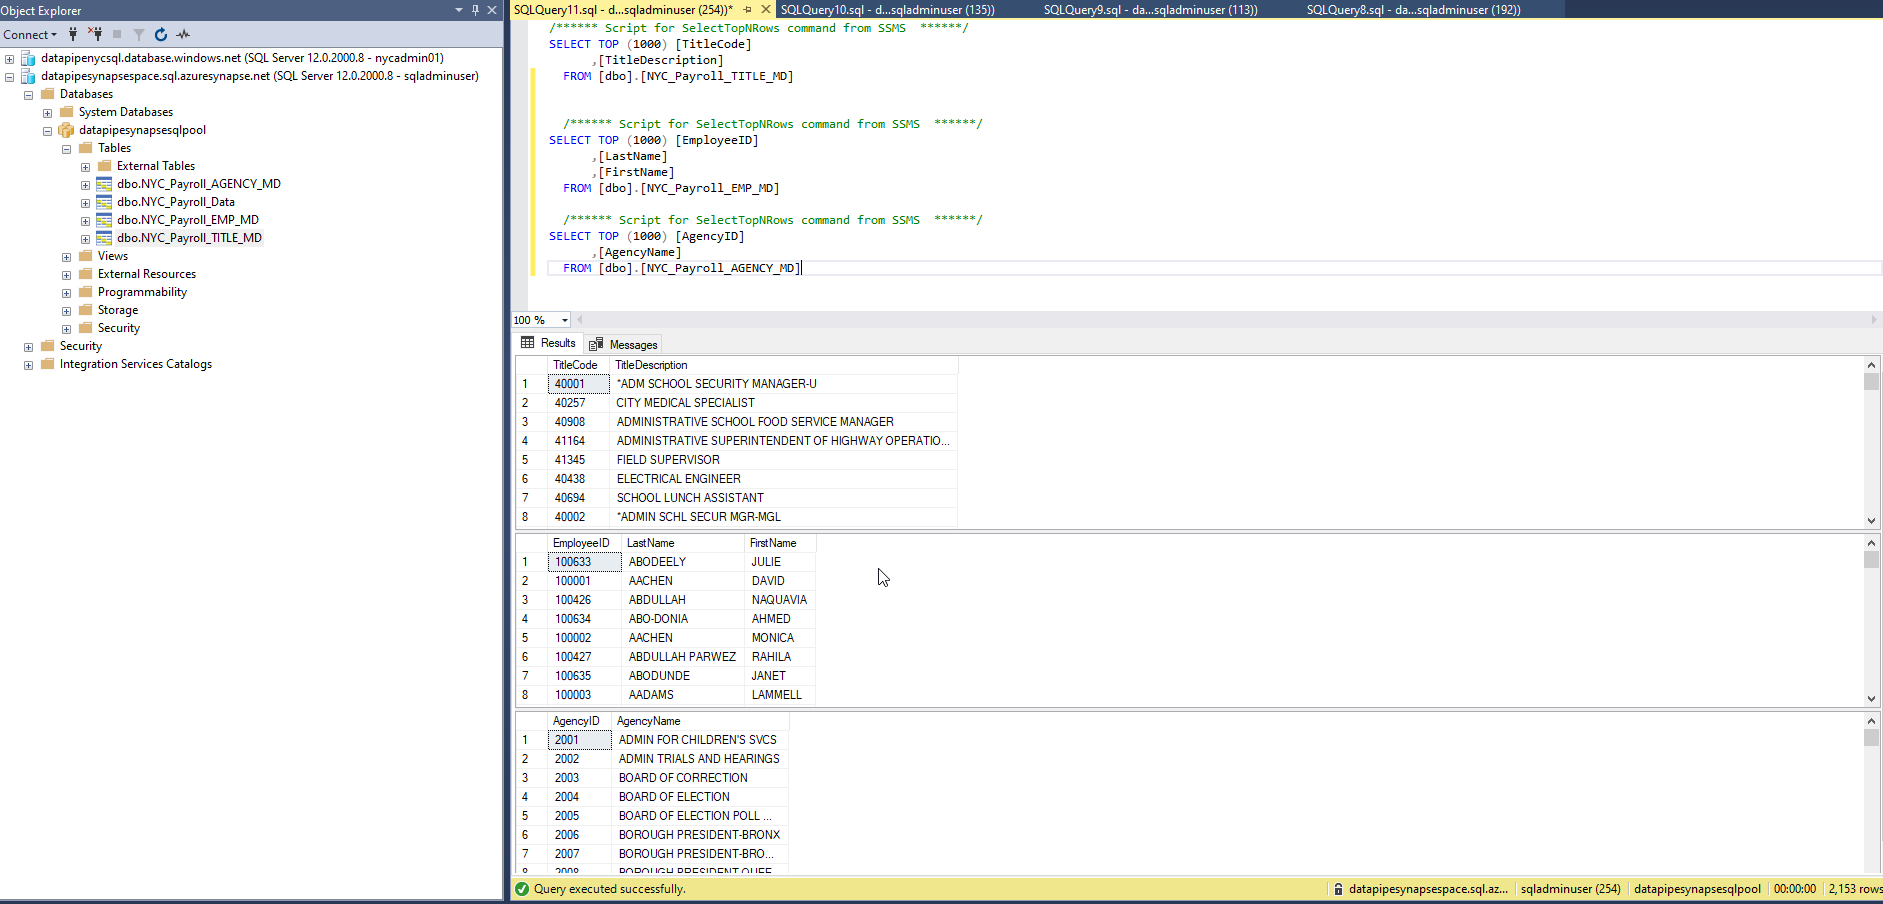 Object Explorer
Connect
datapipenycsql.database.windows.net (SQL Server 12.0.2000.8 - nycadmin01)
datapipesynapsespace.sql.azuresynapse.net (SQL Server 12.0.2000.8 - sqladminuser)
Databases
System Databases
datapipesynapsesqlpool
Tables
External Tables
dbo.NYC_Payroll_AGENCY_MD
dbo.NYC_Payroll_Data
dbo.NYC_Payroll_EMP_MD
dbo.NYC_Payroll_TITLE_MD
Views
External Resources
Programmability
Storage
Security
Security
Integration Services Catalogs
SQLQuery11.sql - d...sqladminuser (254))* SQLQuery10.sql - d...sqladminuser (135)) SQLQuery9.sql - da...sqladminuser (113)) SQLQuery8.sql - da...sqladminuser (192))
/****** Script for SelectTopNRows command from SSMS ******/
SELECT TOP (1000) [TitleCode]
,[TitleDescription]
FROM [dbo].[NYC_Payroll_TITLE_MD]
/****** Script for SelectTopNRows command from SSMS ******/
SELECT TOP (1000) [EmployeeID]
,[LastName]
,[FirstName]
FROM [dbo].[NYC_Payroll_EMP_MD]
/****** Script for SelectTopNRows command from SSMS ******/
SELECT TOP (1000) [AgencyID]
,[AgencyName]
FROM [dbo].[NYC_Payroll_AGENCY_MD]
100 %
Results Messages
TitleCode TitleDescription
1 40001 *ADM SCHOOL SECURITY MANAGER-U
2 40257 CITY MEDICAL SPECIALIST
3 40908 ADMINISTRATIVE SCHOOL FOOD SERVICE MANAGER
4 41164 ADMINISTRATIVE SUPERINTENDENT OF HIGHWAY OPERATIO...
5 41345 FIELD SUPERVISOR
6 40438 ELECTRICAL ENGINEER
7 40694 SCHOOL LUNCH ASSISTANT
8 40002 *ADMIN SCHL SECUR MGR-MGL
EmployeeID LastName FirstName
1 100633 ABODEELY JULIE
2 100001 AACHEN DAVID
3 100426 ABDULLAH NAQUAVIA
4 100634 ABO-DONIA AHMED
5 100002 AACHEN MONICA
6 100427 ABDULLAH PARWEZ RAHILA
7 100635 ABODUNDE JANET
8 100003 AADAMS LAMMELL
AgencyID AgencyName
1 2001 ADMIN FOR CHILDREN'S SVCS
2 2002 ADMIN TRIALS AND HEARINGS
3 2003 BOARD OF CORRECTION
4 2004 BOARD OF ELECTION
5 2005 BOARD OF ELECTION POLL ...
6 2006 BOROUGH PRESIDENT-BRONX
7 2007 BOROUGH PRESIDENT-BRO...
8 2008 BOROUGH PRESIDENT-QUEE...
Query executed successfully. datapipesynapsespace.sql.az... sqladminuser (254) datapipesynapsesqlpool 00:00:00 2,153 rows